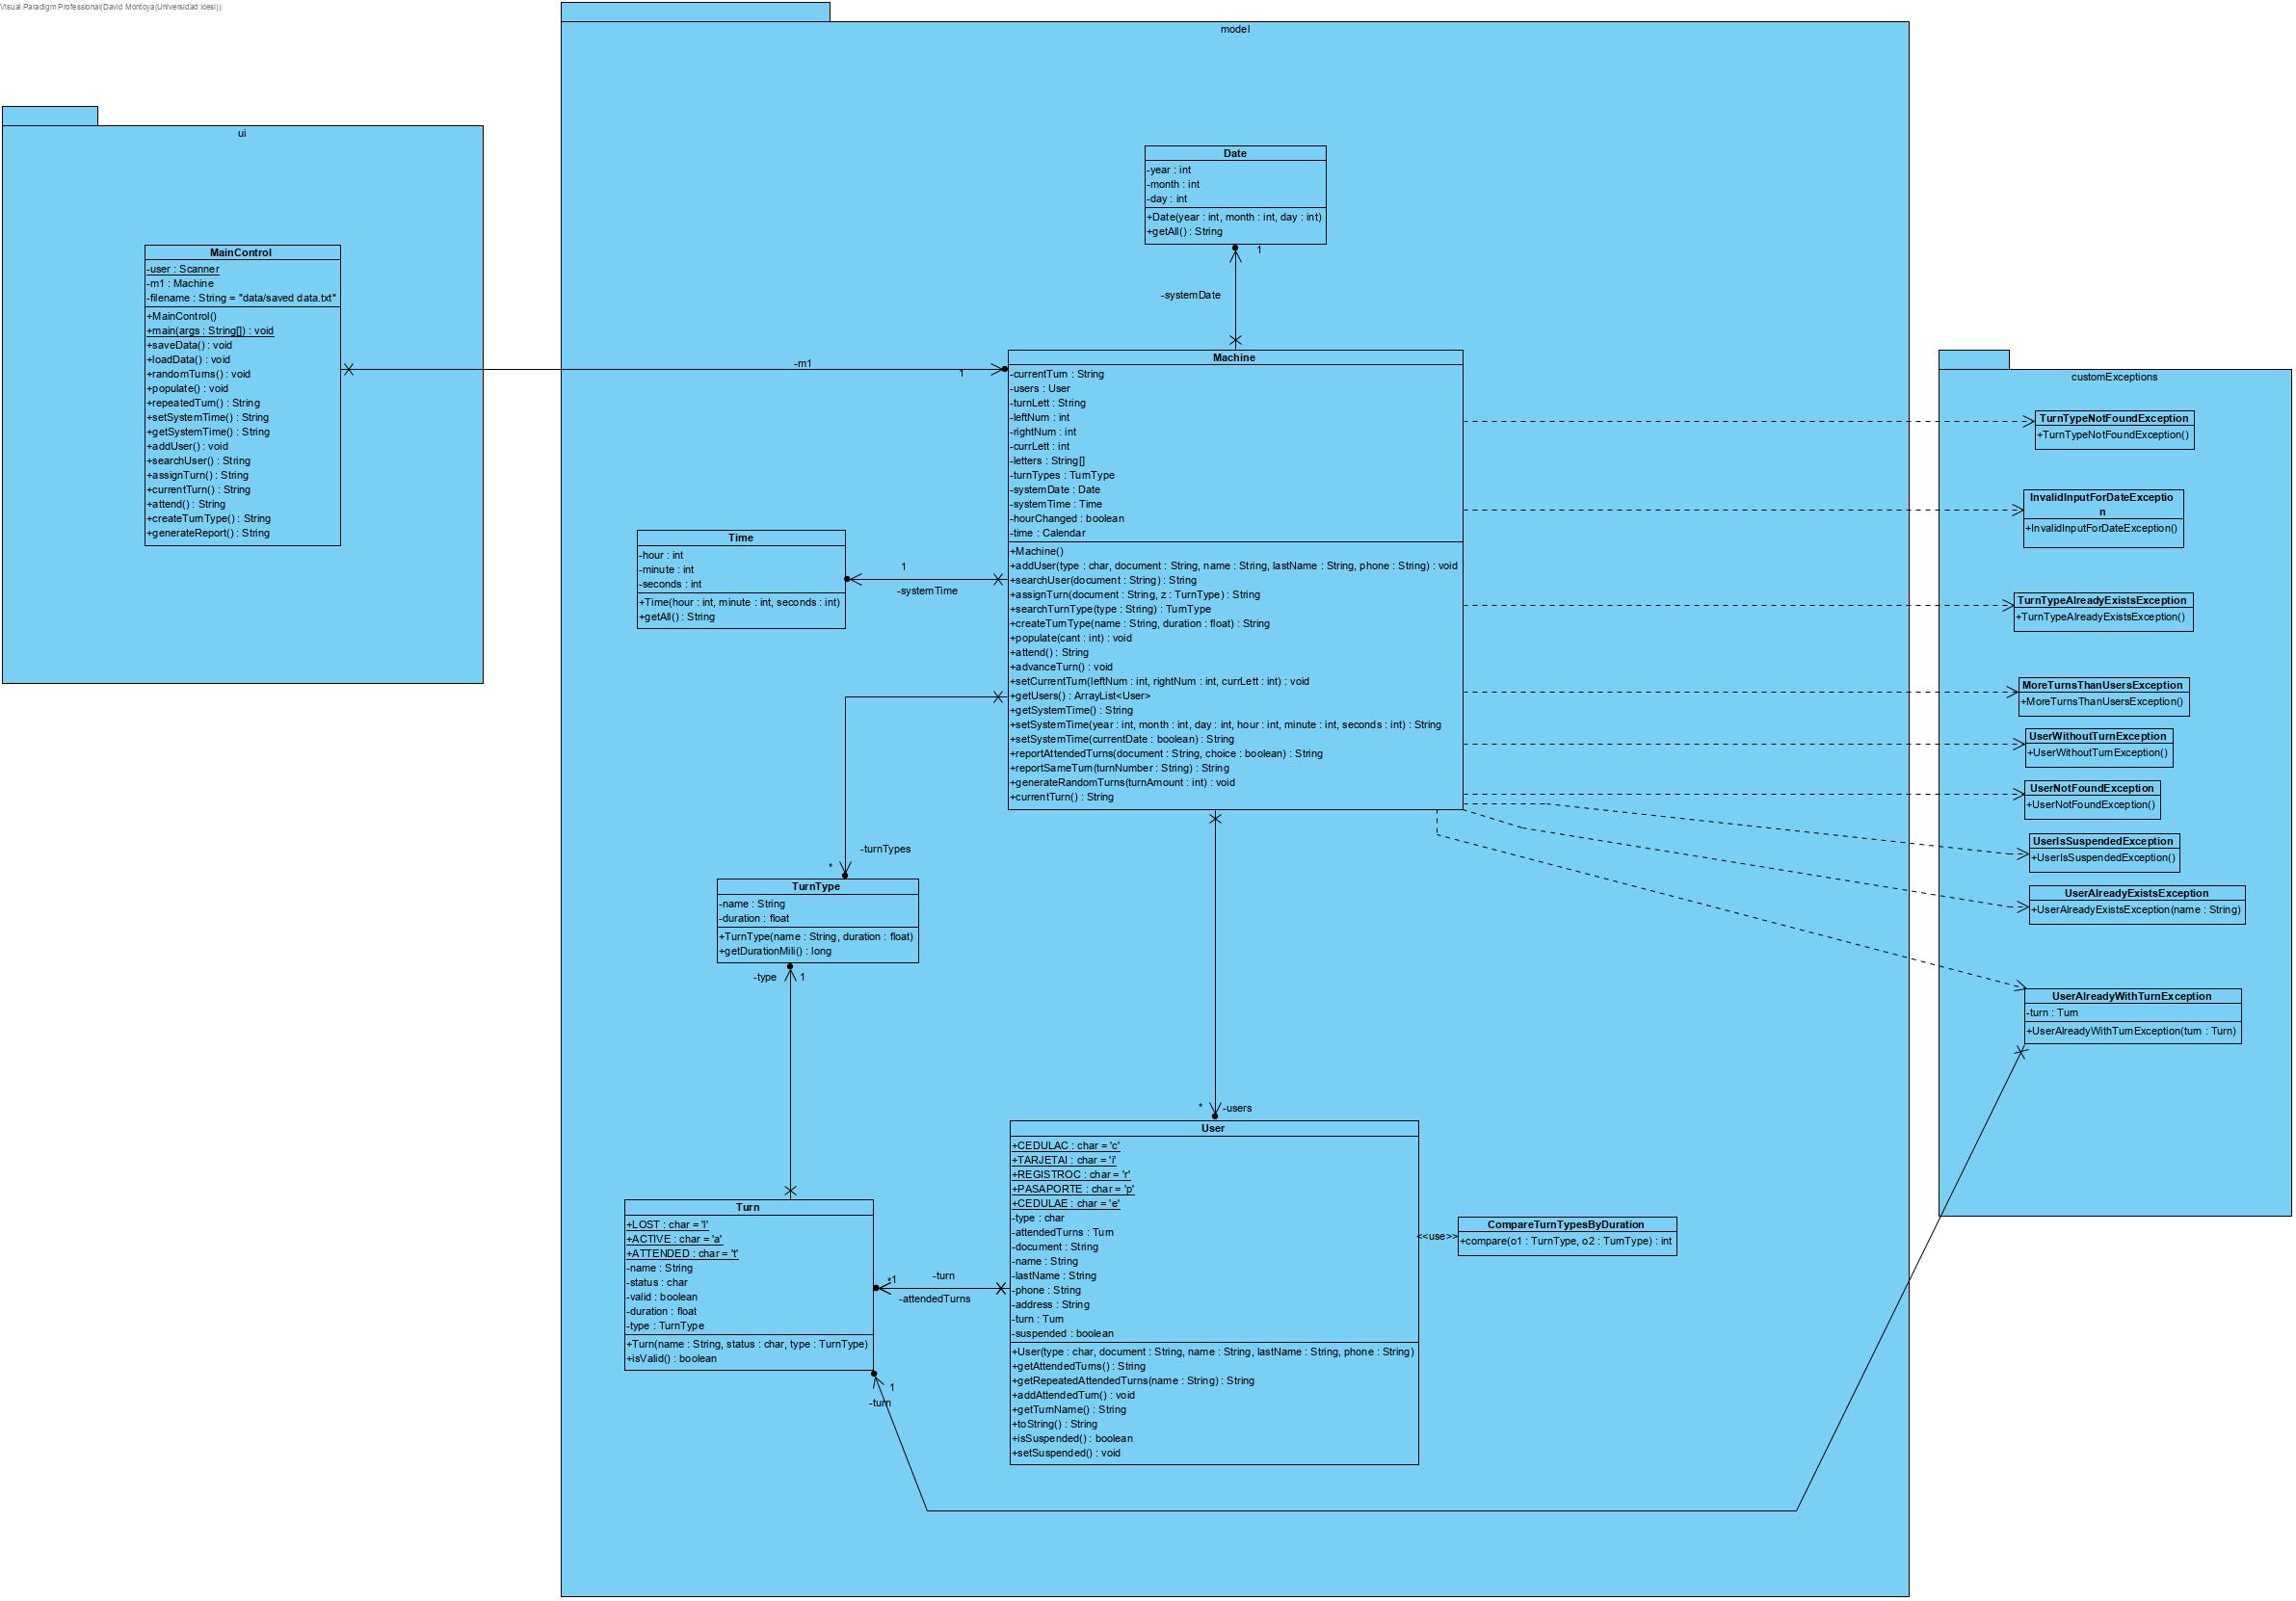 Visual Paradigm Professional(David Montoya(Universidad Icesi))
model
ui
MainControl
-user : Scanner
-m1 : Machine
-filename : String = "data/saved data.txt"
+MainControl()
+main(args : String[]) : void
+saveData() : void
+loadData() : void
+randomTurns() : void
+populate() : void
+repeatedTurn() : String
+setSystemTime() : String
+getSystemTime() : String
+addUser() : void
+searchUser() : String
+assignTurn() : String
+currentTurn() : String
+attend() : String
+createTurnType() : String
+generateReport() : String
-m1
1
Date
-year : int
-month : int
-day : int
+Date(year : int, month : int, day : int)
+getAll() : String
1
-systemDate
Machine
-currentTurn : String
-users : User
-turnLett : String
-leftNum : int
-rightNum : int
-currLett : int
-letters : String[]
-turnTypes : TurnType
-systemDate : Date
-systemTime : Time
-hourChanged : boolean
-time : Calendar
+Machine()
+addUser(type : char, document : String, name : String, lastName : String, phone : String) : void
+searchUser(document : String) : String
+assignTurn(document : String, z : TurnType) : String
+searchTurnType(type : String) : TurnType
+createTurnType(name : String, duration : float) : String
+populate(cant : int) : void
+attend() : String
+advanceTurn() : void
+setCurrentTurn(leftNum : int, rightNum : int, currLett : int) : void
+getUsers() : ArrayList<User>
+getSystemTime() : String
+setSystemTime(year : int, month : int, day : int, hour : int, minute : int, seconds : int) : String
+setSystemTime(currentDate : boolean) : String
+reportAttendedTurns(document : String, choice : boolean) : String
+reportSameTurn(turnNumber : String) : String
+generateRandomTurns(turnAmount : int) : void
+currentTurn() : String
Time
-hour : int
-minute : int
-seconds : int
+Time(hour : int, minute : int, seconds : int)
+getAll() : String
1
-systemTime
-turnTypes
*
TurnType
-name : String
-duration : float
+TurnType(name : String, duration : float)
+getDurationMili() : long
-type
1
*
-users
User
+CEDULAC : char = 'c'
+TARJETAI : char = 'i'
+REGISTROC : char = 'r'
+PASAPORTE : char = 'p'
+CEDULAE : char = 'e'
-type : char
-attendedTurns : Turn
-document : String
-name : String
-lastName : String
-phone : String
-address : String
-turn : Turn
-suspended : boolean
+User(type : char, document : String, name : String, lastName : String, phone : String)
+getAttendedTurns() : String
+getRepeatedAttendedTurns(name : String) : String
+addAttendedTurn() : void
+getTurnName() : String
+toString() : String
+isSuspended() : boolean
+setSuspended() : void
Turn
+LOST : char = 'l'
+ACTIVE : char = 'a'
+ATTENDED : char = 't'
-name : String
-status : char
-valid : boolean
-duration : float
-type : TurnType
+Turn(name : String, status : char, type : TurnType)
+isValid() : boolean
*1
-turn
-attendedTurns
1
-turn
<<use>>
CompareTurnTypesByDuration
+compare(o1 : TurnType, o2 : TurnType) : int
customExceptions
TurnTypeNotFoundException
+TurnTypeNotFoundException()
InvalidInputForDateExceptio
n
+InvalidInputForDateException()
TurnTypeAlreadyExistsException
+TurnTypeAlreadyExistsException()
MoreTurnsThanUsersException
+MoreTurnsThanUsersException()
UserWithoutTurnException
+UserWithoutTurnException()
UserNotFoundException
+UserNotFoundException()
UserIsSuspendedException
+UserIsSuspendedException()
UserAlreadyExistsException
+UserAlreadyExistsException(name : String)
UserAlreadyWithTurnException
-turn : Turn
+UserAlreadyWithTurnException(turn : Turn)